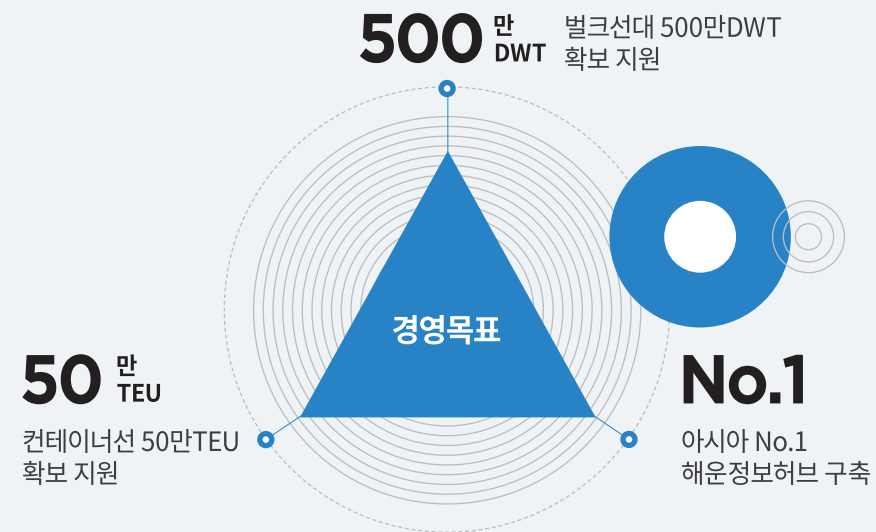 500 만
DWT
벌크선대 500만DWT
확보 지원
경영목표
50 만
TEU
컨테이너선 50만TEU
확보 지원
No.1
아시아 No.1
해운정보허브 구축